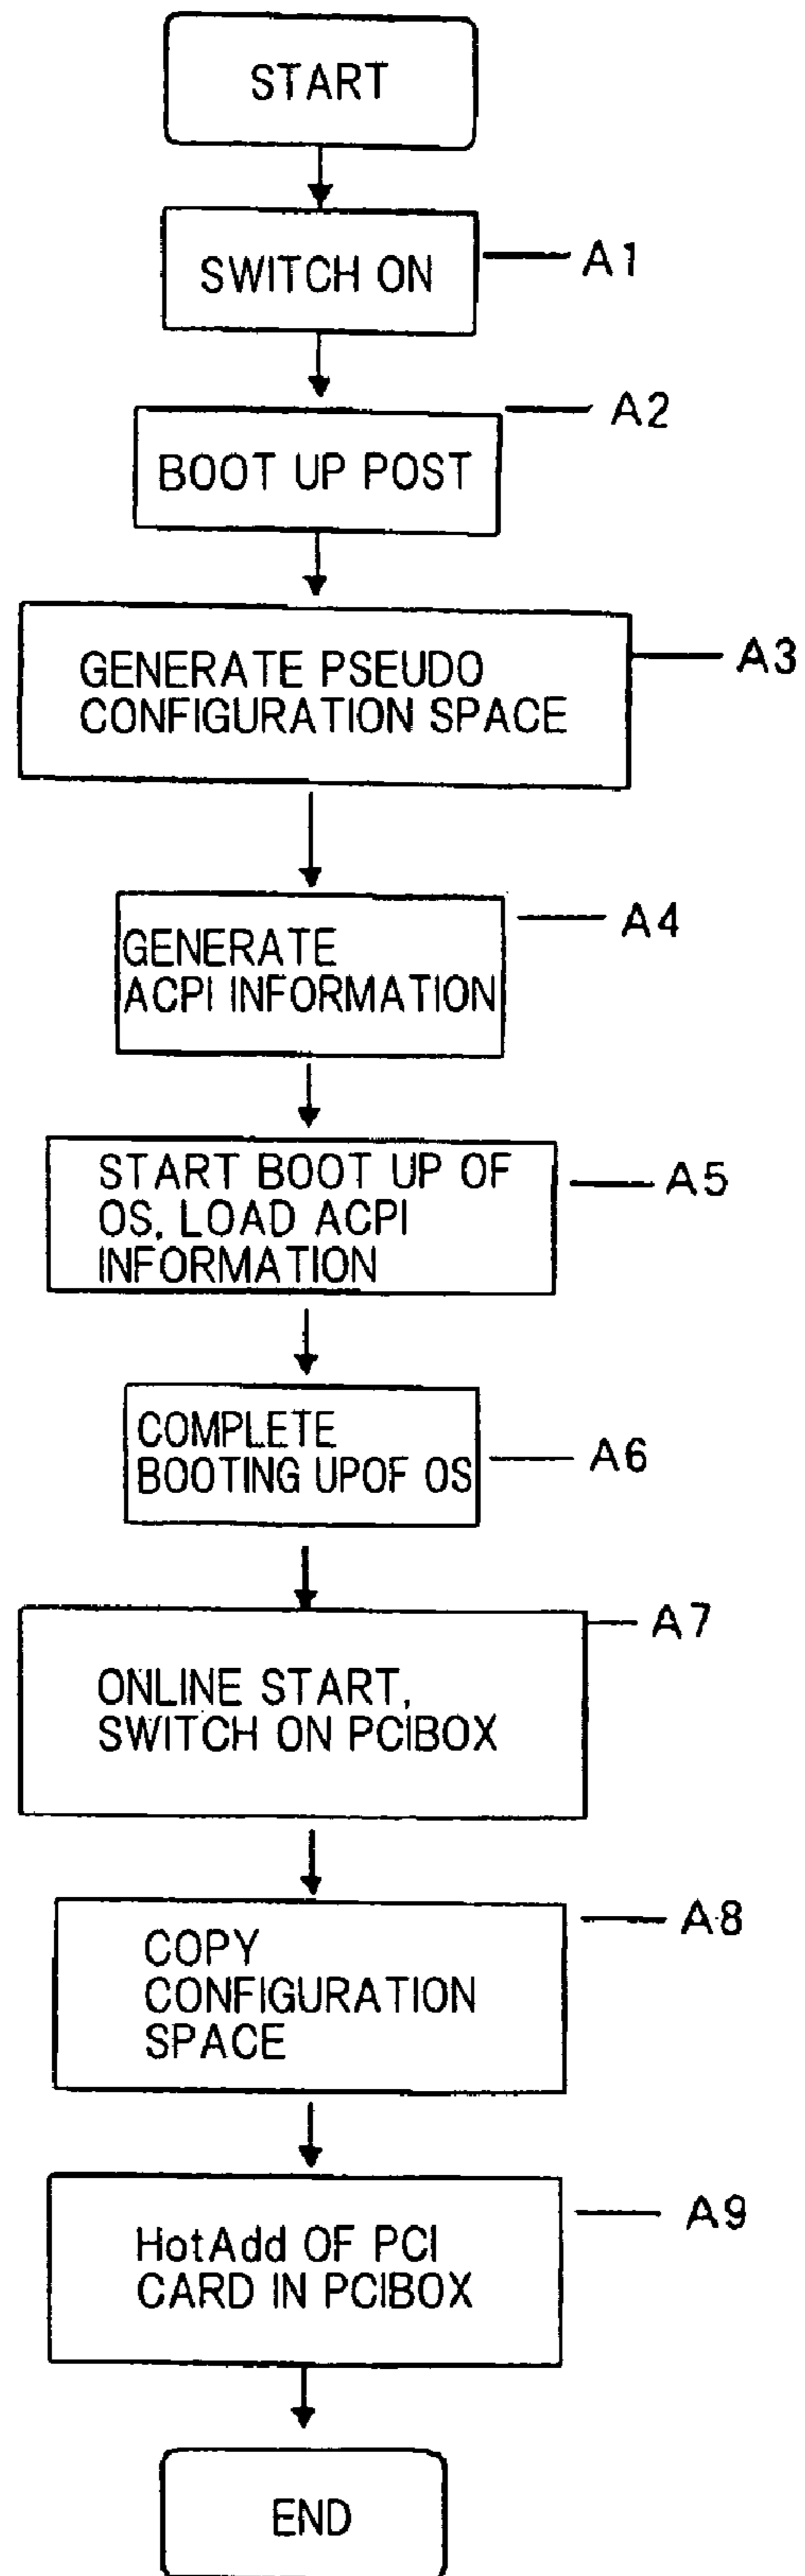 START
SWITCH ON
A1
BOOT UP POST
A2
GENERATE PSEUDO
CONFIGURATION SPACE
A3
GENERATE
ACPI INFORMATION
A4
START BOOT UP OF
OS, LOAD ACPI
INFORMATION
A5
COMPLETE
BOOTING UPOF OS
A6
ONLINE START,
SWITCH ON PCIBOX
A7
COPY
CONFIGURATION
SPACE
A8
HotAdd OF PCI
CARD IN PCIBOX
A9
END